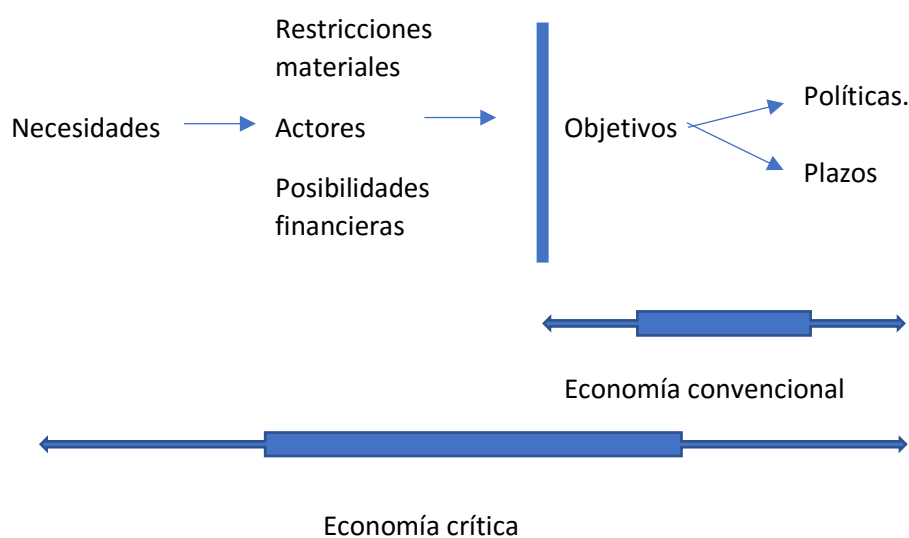 Restricciones
materiales
Necesidades
Actores
Posibilidades
financieras
Objetivos
Políticas.
Plazos
Economía convencional
Economía crítica